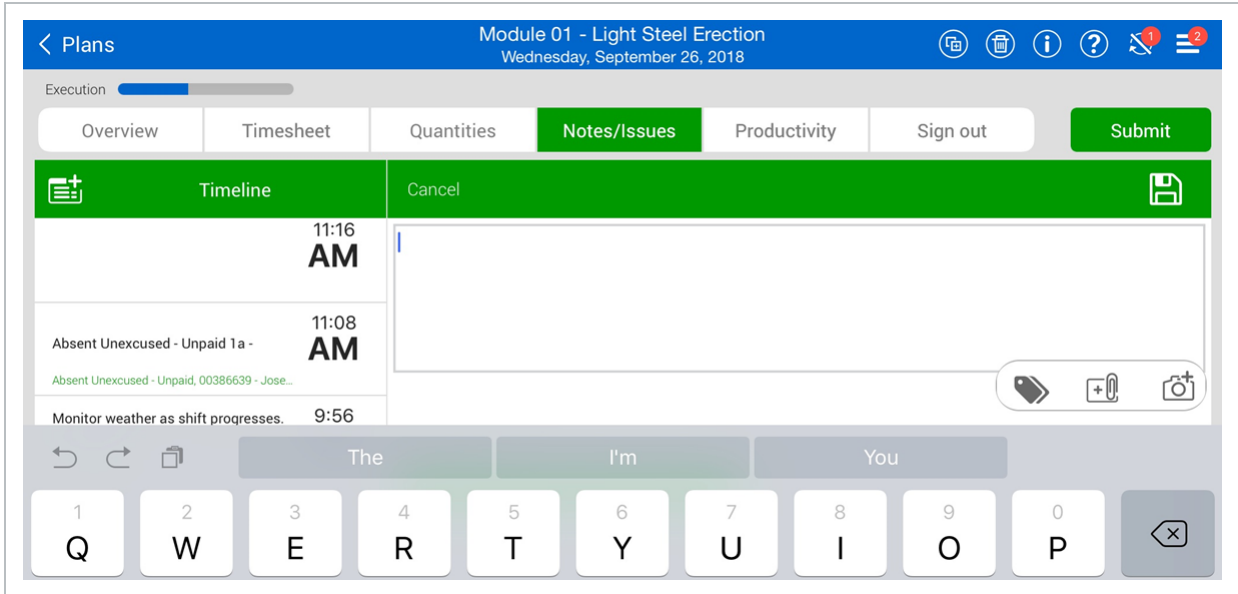 Plans
Module 01 - Light Steel Erection
Wednesday, September 26, 2018
1
2
Execution
Overview
Timesheet
Quantities
Notes/Issues
Productivity
Sign out
Submit
Timeline
Cancel
11:16
AM
Absent Unexcused - Unpaid 1a -
11:08
AM
Absent Unexcused - Unpaid, 00386639 - Jose...
Monitor weather as shift progresses.
9:56
The
I'm
You
1 2 3 4 5 6 7 8 9 0
Q W E R T Y U I O P